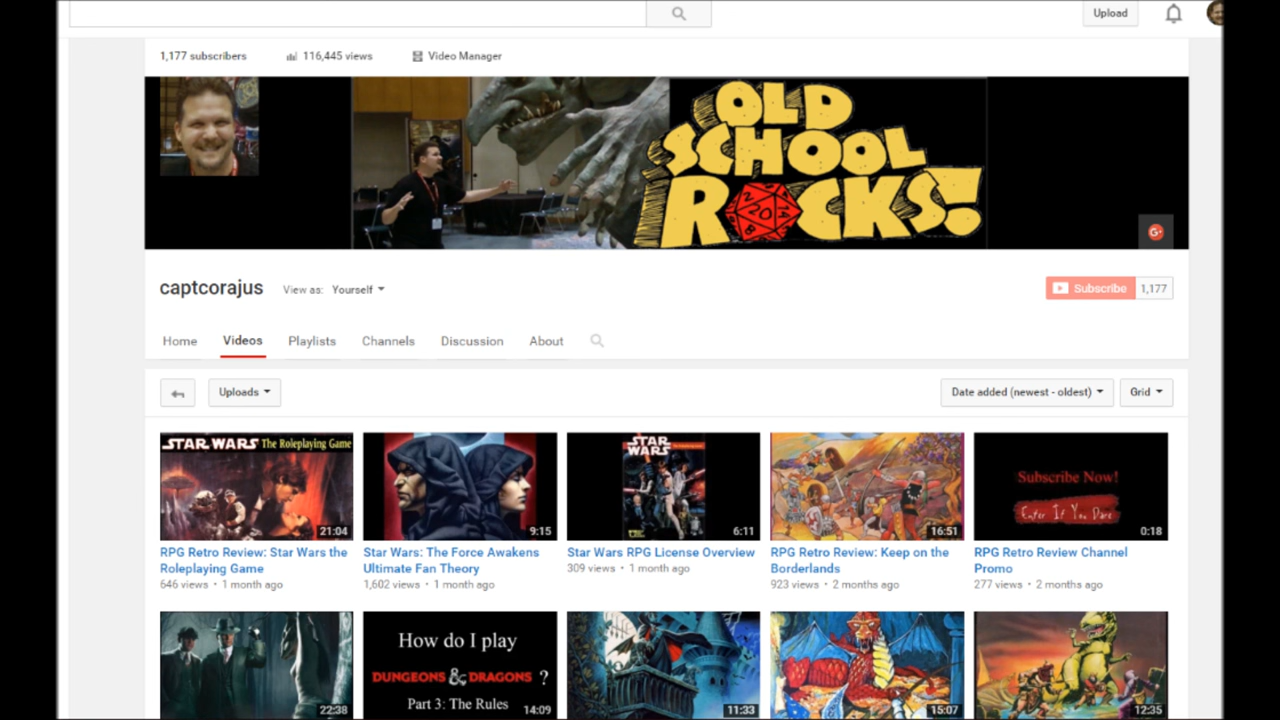 Upload
1,177 subscribers
116,445 views
Video Manager
OLD
SCHOOL
ROCKS!
20
8
G+
captcorajus
View as: Yourself
Subscribe 1,177
Home Videos Playlists Channels Discussion About
Uploads
Date added (newest - oldest)
Grid
STAR WARS The Roleplaying Game
21:04
9:15
STAR WARS
6:11
16:51
Subscribe Now!
Enter If You Dare
0:18
RPG Retro Review: Star Wars the
Roleplaying Game
646 views • 1 month ago
Star Wars: The Force Awakens
Ultimate Fan Theory
1,602 views • 1 month ago
Star Wars RPG License Overview
309 views • 1 month ago
RPG Retro Review: Keep on the
Borderlands
923 views • 2 months ago
RPG Retro Review Channel
Promo
277 views • 2 months ago
22:38
How do I play
DUNGEONS & DRAGONS ?
Part 3: The Rules
14:09
11:33
15:07
12:35